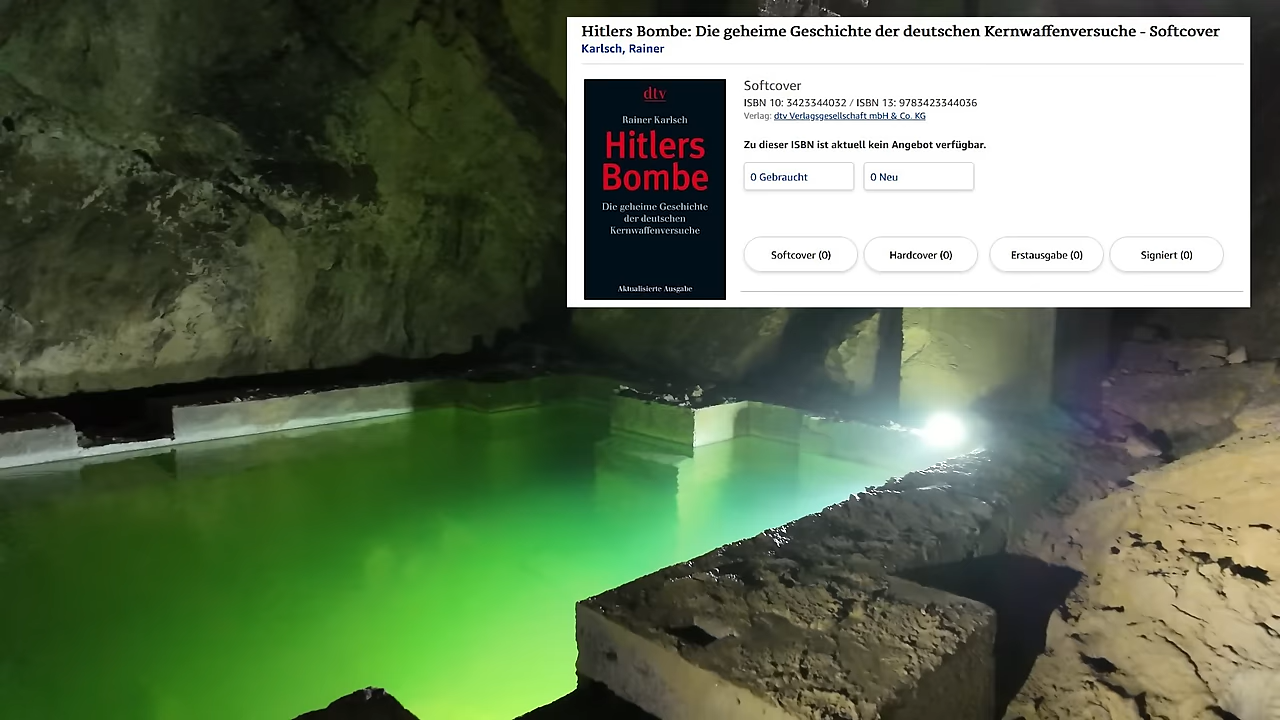 Hitlers Bombe: Die geheime Geschichte der deutschen Kernwaffenversuche - Softcover
Karlsch, Rainer
dtv
Rainer Karlsch
Hitlers
Bombe
Die geheime Geschichte
der deutschen
Kernwaffenversuche
Aktualisierte Ausgabe
Softcover
ISBN 10: 3423344032 / ISBN 13: 9783423344036
Verlag: dtv Verlagsgesellschaft mbH & Co. KG
Zu dieser ISBN ist aktuell kein Angebot verfügbar.
0 Gebraucht
0 Neu
Softcover (0)
Hardcover (0)
Erstausgabe (0)
Signiert (0)